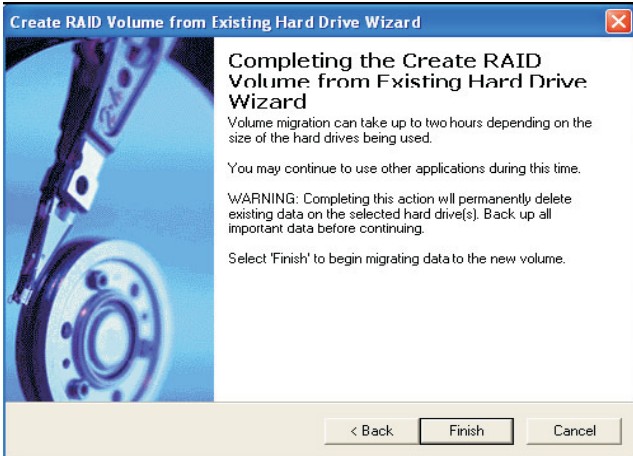 Create RAID Volume from Existing Hard Drive Wizard
Completing the Create RAID
Volume from Existing Hard Drive
Wizard
Volume migration can take up to two hours depending on the
size of the hard drives being used.
You may continue to use other applications during this time.
WARNING: Completing this action will permanently delete
existing data on the selected hard drive(s). Back up all
important data before continuing.
Select 'Finish' to begin migrating data to the new volume.
< Back Finish Cancel